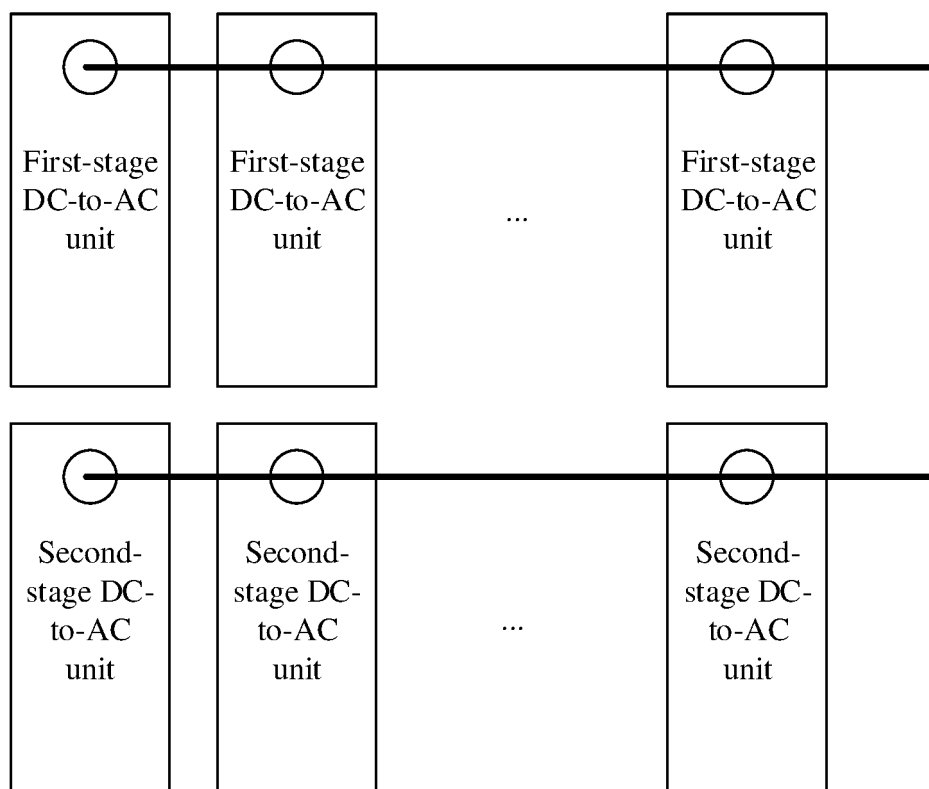 First-stage
DC-to-AC
unit
First-stage
DC-to-AC
unit
...
First-stage
DC-to-AC
unit
Second-
stage DC-
to-AC
unit
Second-
stage DC-
to-AC
unit
...
Second-
stage DC-
to-AC
unit